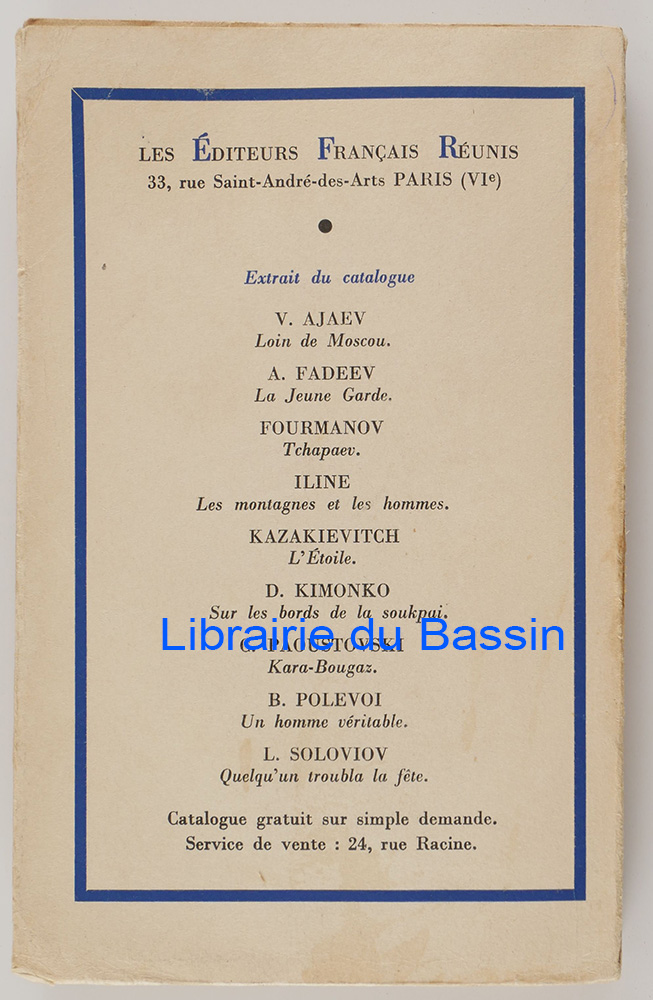 LES ÉDITEURS FRANÇAIS RÉUNIS
33, rue Saint-André-des-Arts PARIS (VIe)
Extrait du catalogue
V. AJAEV
Loin de Moscou.
A. FADEEV
La Jeune Garde.
FOURMANOV
Tchapaev.
ILINE
Les montagnes et les hommes.
KAZAKIEVITCH
L'Étoile.
D. KIMONKO
Sur les bords de la soukpai.
Librairie du Bassin
C. PAOUSTOVSKI
Kara-Bougaz.
B. POLEVOI
Un homme véritable.
L. SOLOVIOV
Quelqu'un troubla la fête.
Catalogue gratuit sur simple demande.
Service de vente : 24, rue Racine.